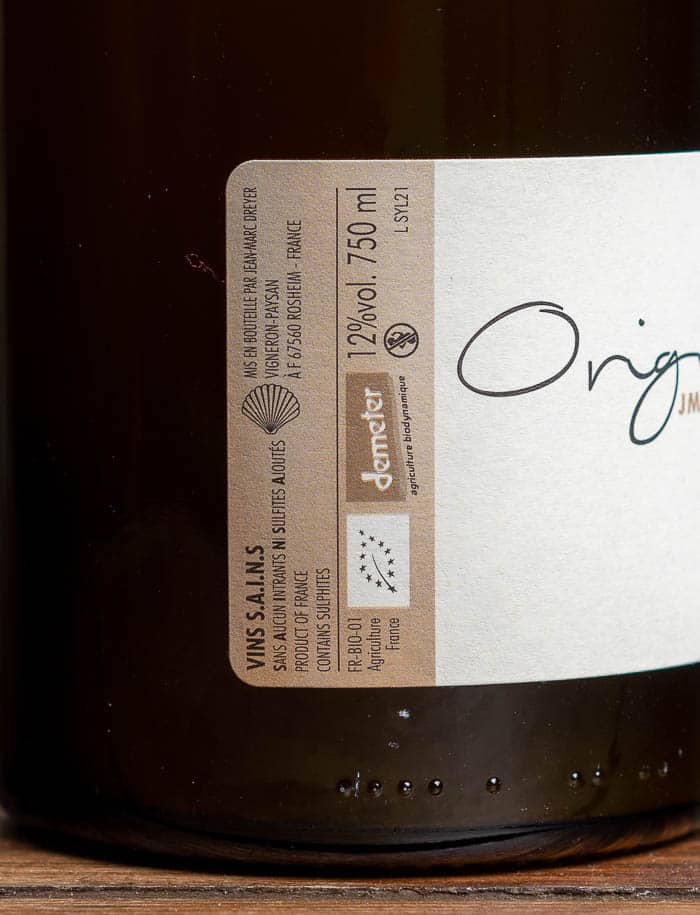 MIS EN BOUTEILLE PAR JEAN-MARC DREYER
VIGNERON-PAYSAN
À F 67560 ROSHEIM - FRANCE
VINS S.A.I.N.S
SANS AUCUN INTRANTS NI SULFITES AJOUTÉS
PRODUCT OF FRANCE
CONTAINS SULPHITES
12%vol. 750 ml
L SYL21
demeter
agriculture biodynamique
FR-BIO-01
Agriculture
France
Orig
JM